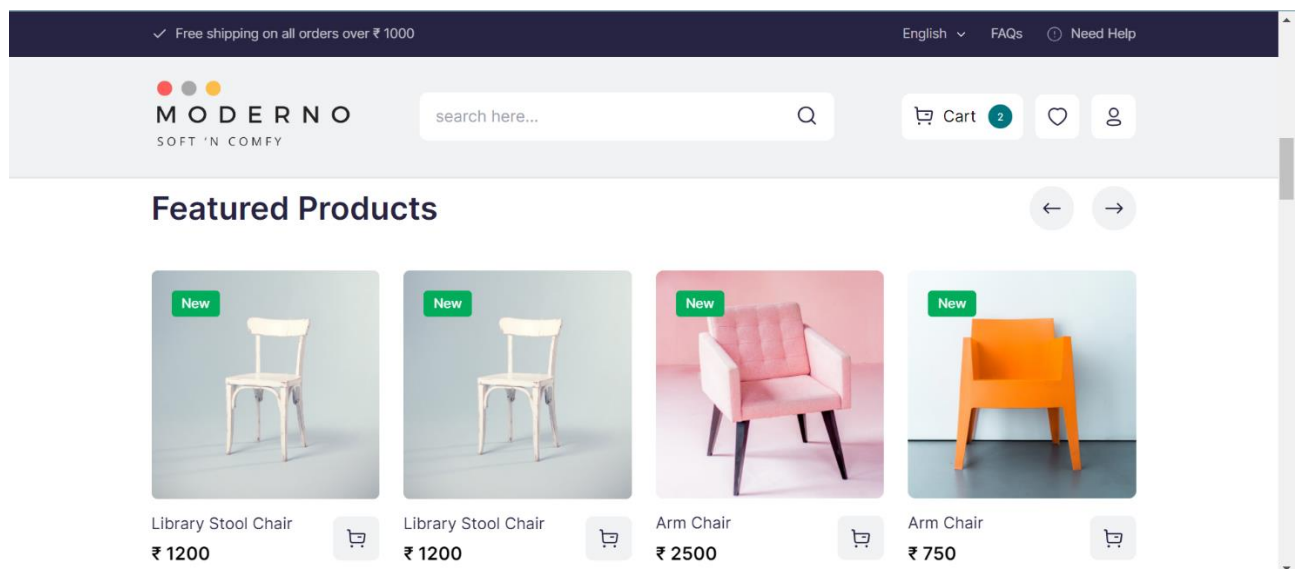 Free shipping on all orders over ₹ 1000
English FAQs Need Help
MODERNO
SOFT 'N COMFY
search here...
Cart 2
Featured Products
New New New New
Library Stool Chair Library Stool Chair Arm Chair Arm Chair
₹ 1200 ₹ 1200 ₹ 2500 ₹ 750